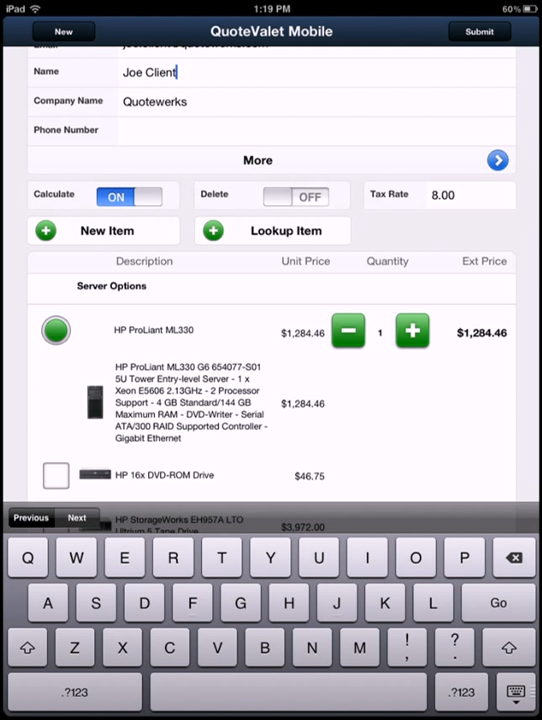 iPad 1:19 PM 60%
New QuoteValet Mobile Submit
Name Joe Client
Company Name Quotewerks
Phone Number
More
Calculate ON Delete OFF Tax Rate 8.00
New Item Lookup Item
Description Unit Price Quantity Ext Price
Server Options
HP ProLiant ML330 $1,284.46 1 $1,284.46
HP ProLiant ML330 G6 654077-S01
5U Tower Entry-level Server - 1 x
Xeon E5606 2.13GHz - 2 Processor
Support - 4 GB Standard/144 GB $1,284.46
Maximum RAM - DVD-Writer - Serial
ATA/300 RAID Supported Controller -
Gigabit Ethernet
HP 16x DVD-ROM Drive $46.75
Previous Next
HP StorageWorks EH957A LTO $3,972.00
Ultrium 5 Tape Drive
Q W E R T Y U I O P
A S D F G H J K L Go
Z X C V B N M ! , ? .
.?123 .?123